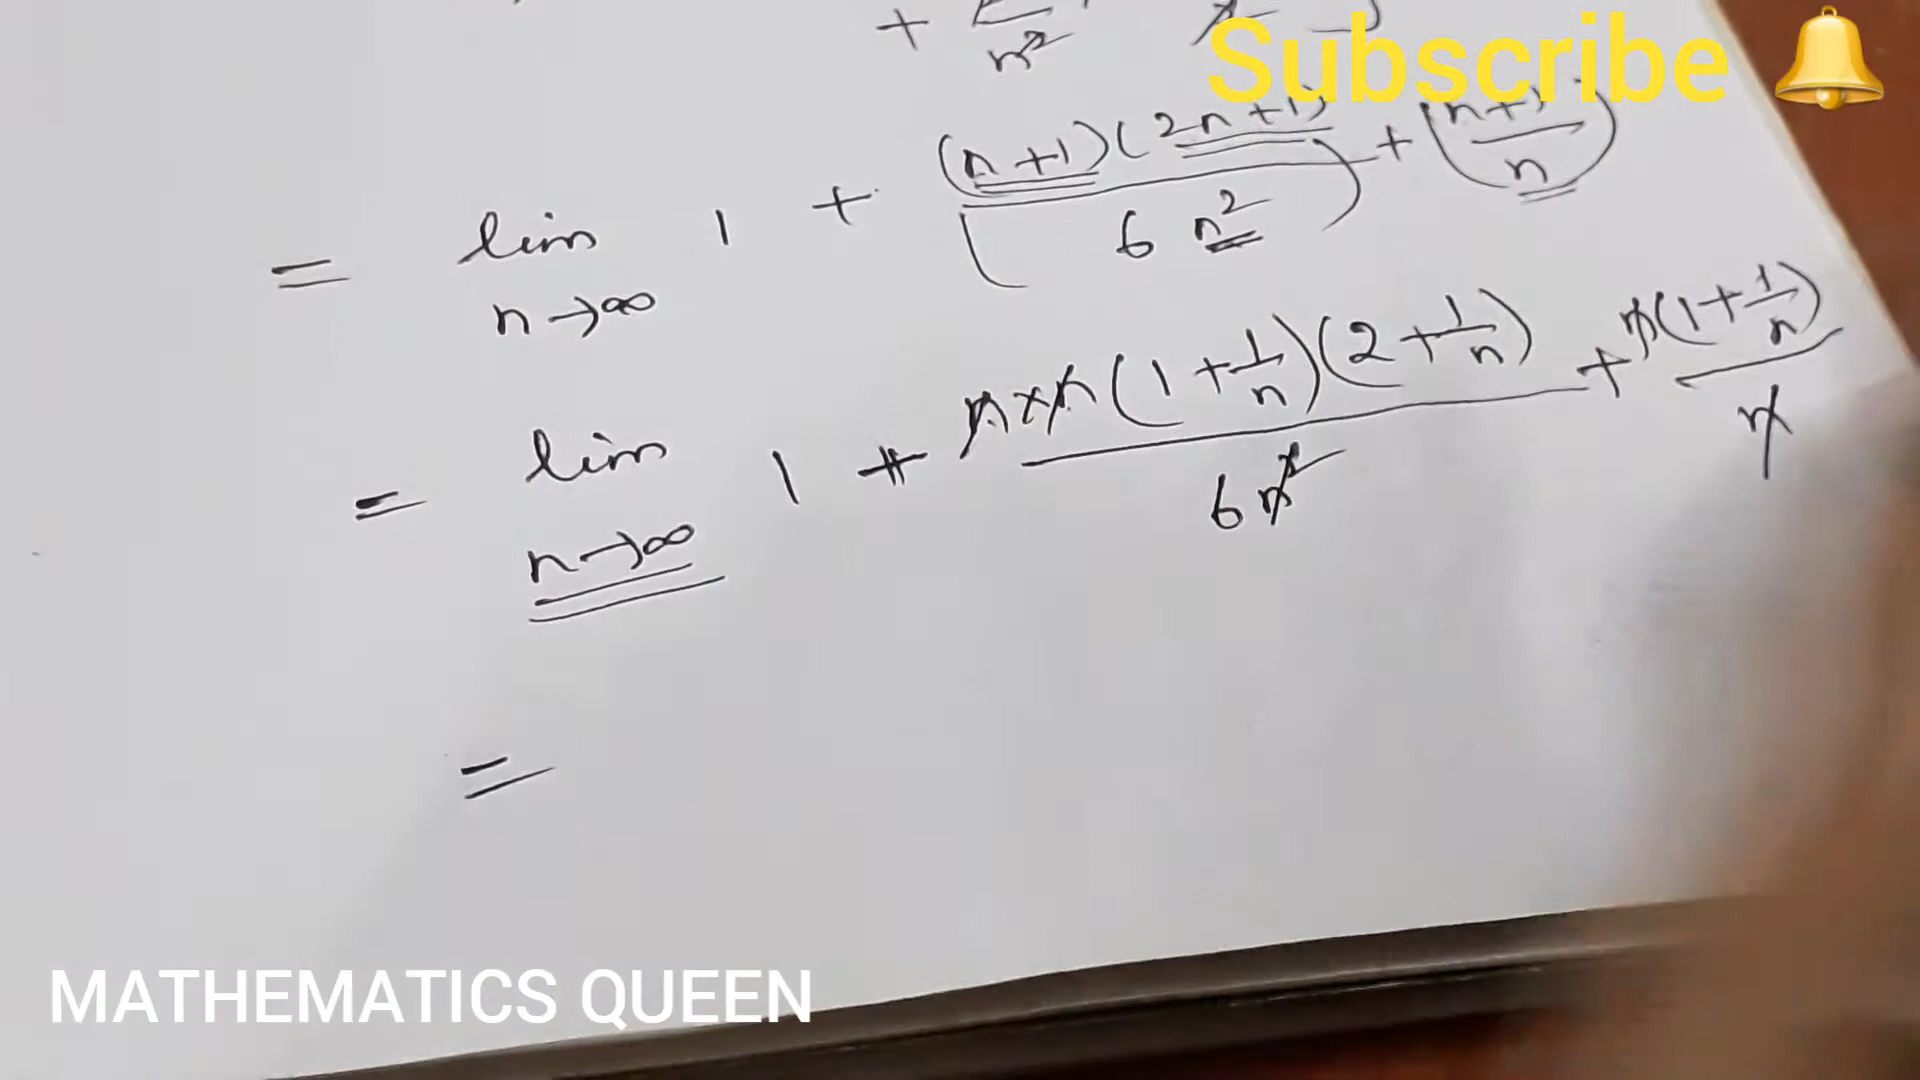 Subscribe 🔔
+ n²
= lim n→∞ 1 + ((n+1)(2n+1) / 6n²) + (n+1 / n)
= lim n→∞ 1 + n×n(1+1/n)(2+1/n) / 6n² + n(1+1/n) / n
=
MATHEMATICS QUEEN